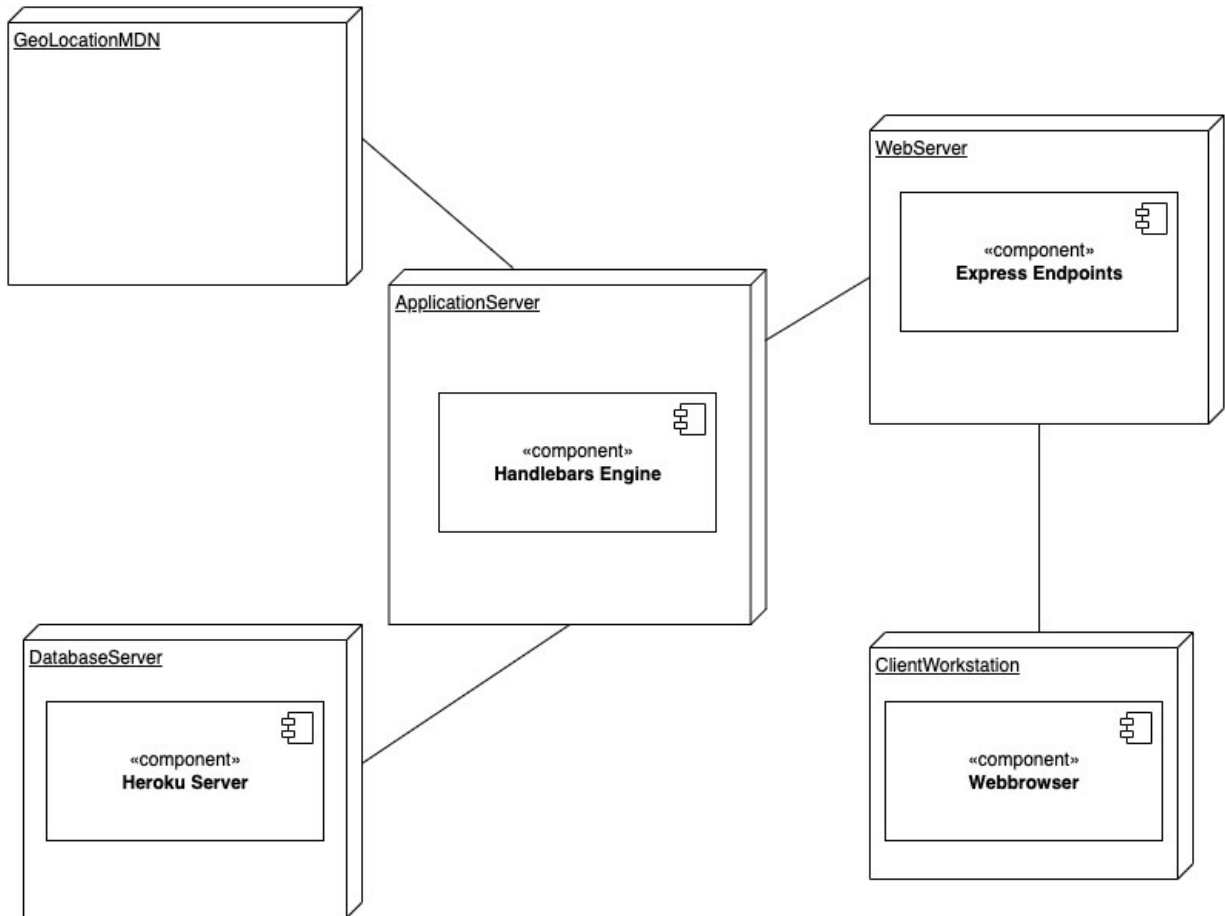 GeoLocationMDN
WebServer
«component»
Express Endpoints
ApplicationServer
«component»
Handlebars Engine
DatabaseServer
«component»
Heroku Server
ClientWorkstation
«component»
Webbrowser